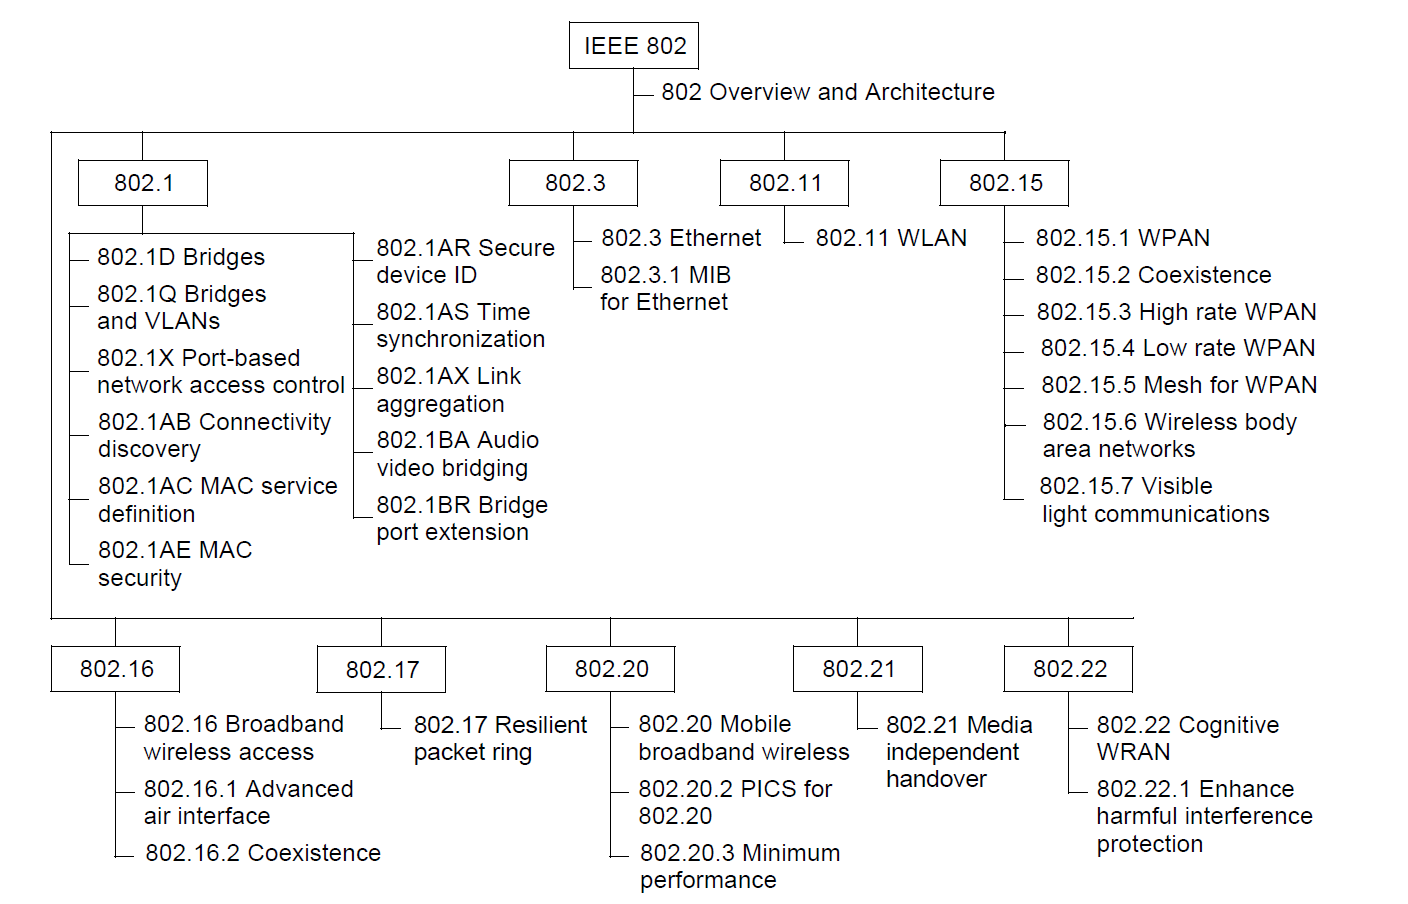 IEEE 802
802 Overview and Architecture
802.1
802.1D Bridges
802.1Q Bridges
and VLANs
802.1X Port-based
network access control
802.1AB Connectivity
discovery
802.1AC MAC service
definition
802.1AE MAC
security
802.1AR Secure
device ID
802.1AS Time
synchronization
802.1AX Link
aggregation
802.1BA Audio
video bridging
802.1BR Bridge
port extension
802.3
802.3 Ethernet
802.3.1 MIB
for Ethernet
802.11
802.11 WLAN
802.15
802.15.1 WPAN
802.15.2 Coexistence
802.15.3 High rate WPAN
802.15.4 Low rate WPAN
802.15.5 Mesh for WPAN
802.15.6 Wireless body
area networks
802.15.7 Visible
light communications
802.16
802.16 Broadband
wireless access
802.16.1 Advanced
air interface
802.16.2 Coexistence
802.17
802.17 Resilient
packet ring
802.20
802.20 Mobile
broadband wireless
802.20.2 PICS for
802.20
802.20.3 Minimum
performance
802.21
802.21 Media
independent
handover
802.22
802.22 Cognitive
WRAN
802.22.1 Enhance
harmful interference
protection